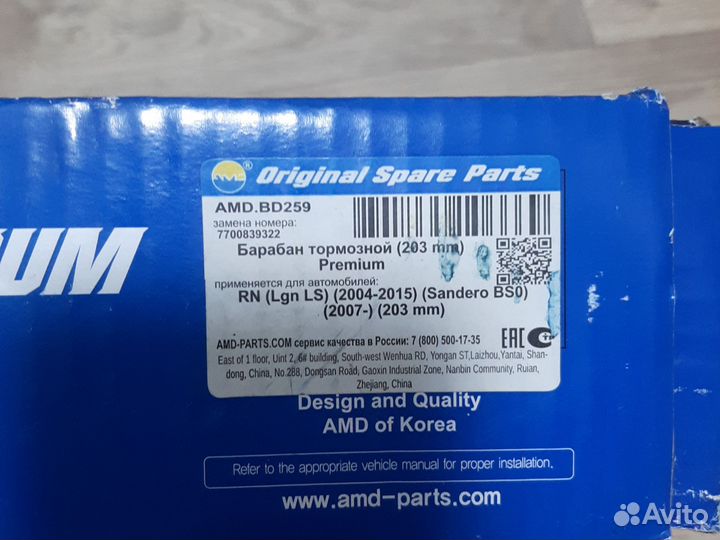 UM
AMD ® Original Spare Parts
AMD.BD259
замена номера:
7700839322
Барабан тормозной (203 mm)
Premium
применяется для автомобилей:
RN (Lgn LS) (2004-2015) (Sandero BS0)
(2007-) (203 mm)
AMD-PARTS.COM сервис качества в России: 7 (800) 500-17-35
EAC
East of 1 floor, Uint 2, 6# building, South-west Wenhua RD, Yongan ST,Laizhou,Yantai, Shan-
dong, China, No.288, Dongsan Road, Gaoxin Industrial Zone, Nanbin Community, Ruian,
Zhejiang, China
Design and Quality
AMD of Korea
Refer to the appropriate vehicle manual for proper installation.
www.amd-parts.com
Avito